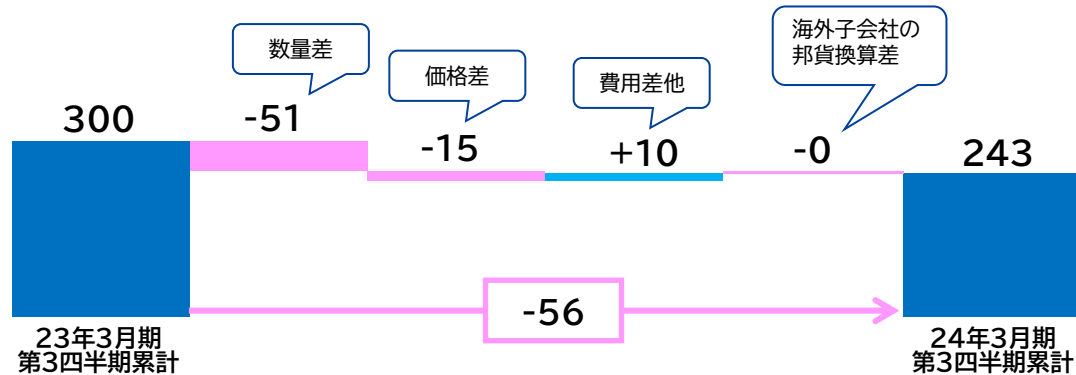 数量差
価格差
費用差他
海外子会社の
邦貨換算差
300
-51
-15
+10
-0
243
-56
23年3月期
第3四半期累計
24年3月期
第3四半期累計